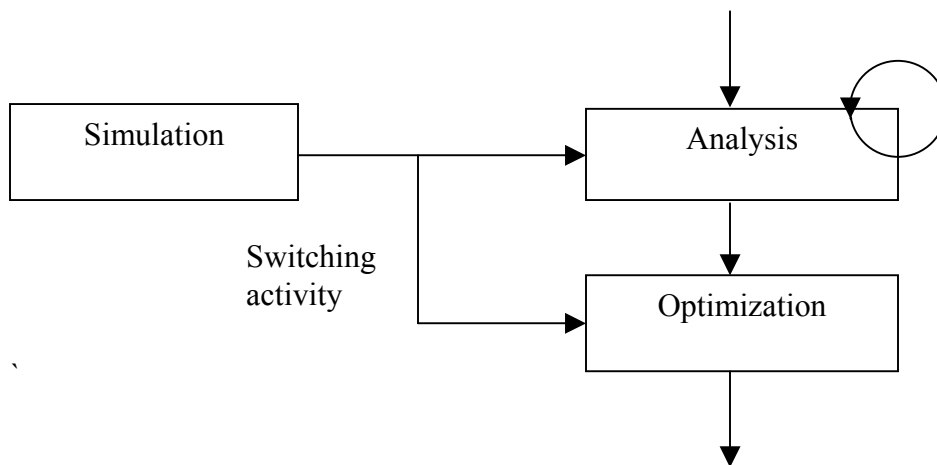 Simulation
Analysis
Switching
activity
Optimization
`